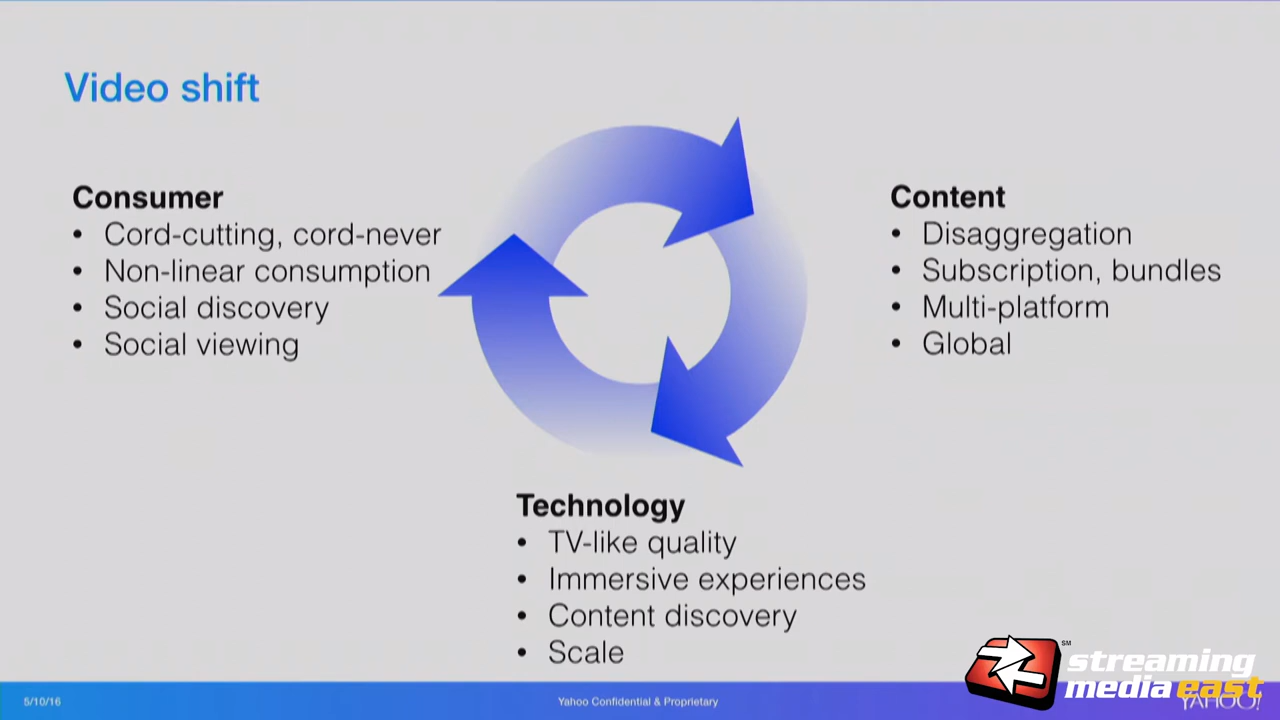 Video shift
Consumer
• Cord-cutting, cord-never
• Non-linear consumption
• Social discovery
• Social viewing
Content
• Disaggregation
• Subscription, bundles
• Multi-platform
• Global
Technology
• TV-like quality
• Immersive experiences
• Content discovery
• Scale
SM
streaming
media east
5/10/16
Yahoo Confidential & Proprietary
YAHOO!